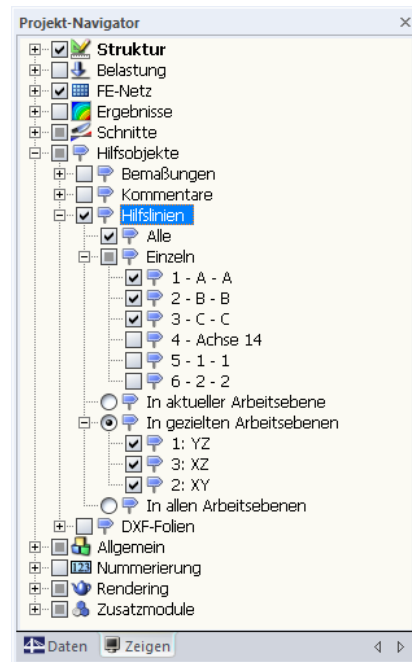 Projekt-Navigator
Struktur
Belastung
FE-Netz
Ergebnisse
Schnitte
Hilfsobjekte
Bemaßungen
Kommentare
Hilfslinien
Alle
Einzeln
1 - A - A
2 - B - B
3 - C - C
4 - Achse 14
5 - 1 - 1
6 - 2 - 2
In aktueller Arbeitsebene
In gezielten Arbeitsebenen
1: YZ
3: XZ
2: XY
In allen Arbeitsebenen
DXF-Folien
Allgemein
123 Nummerierung
Rendering
Zusatzmodule
Daten Zeigen